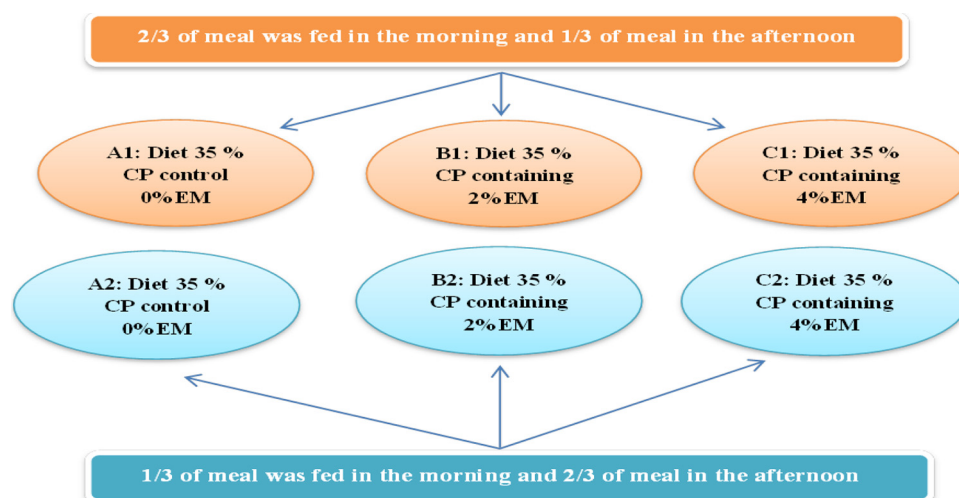 2/3 of meal was fed in the morning and 1/3 of meal in the afternoon
A1: Diet 35 %
CP control
0% EM
B1: Diet 35 %
CP containing
2% EM
C1: Diet 35 %
CP containing
4% EM
A2: Diet 35 %
CP control
0% EM
B2: Diet 35 %
CP containing
2% EM
C2: Diet 35 %
CP containing
4% EM
1/3 of meal was fed in the morning and 2/3 of meal in the afternoon